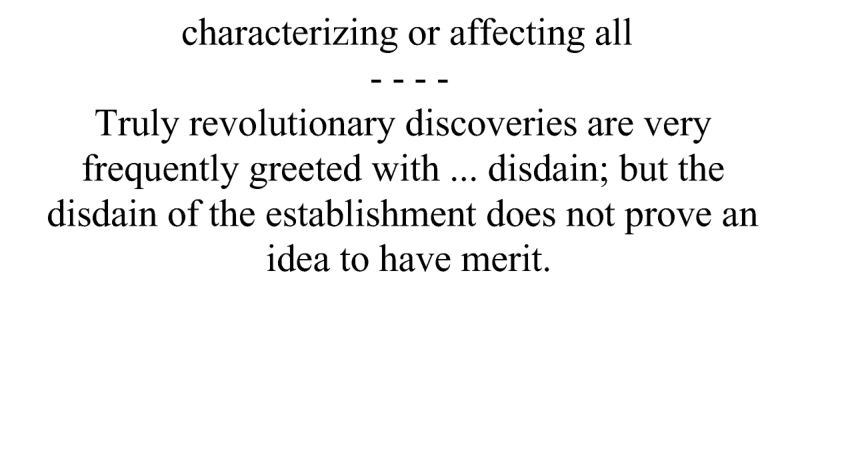 characterizing or affecting all
- - - -
Truly revolutionary discoveries are very
frequently greeted with ... disdain; but the
disdain of the establishment does not prove an
idea to have merit.